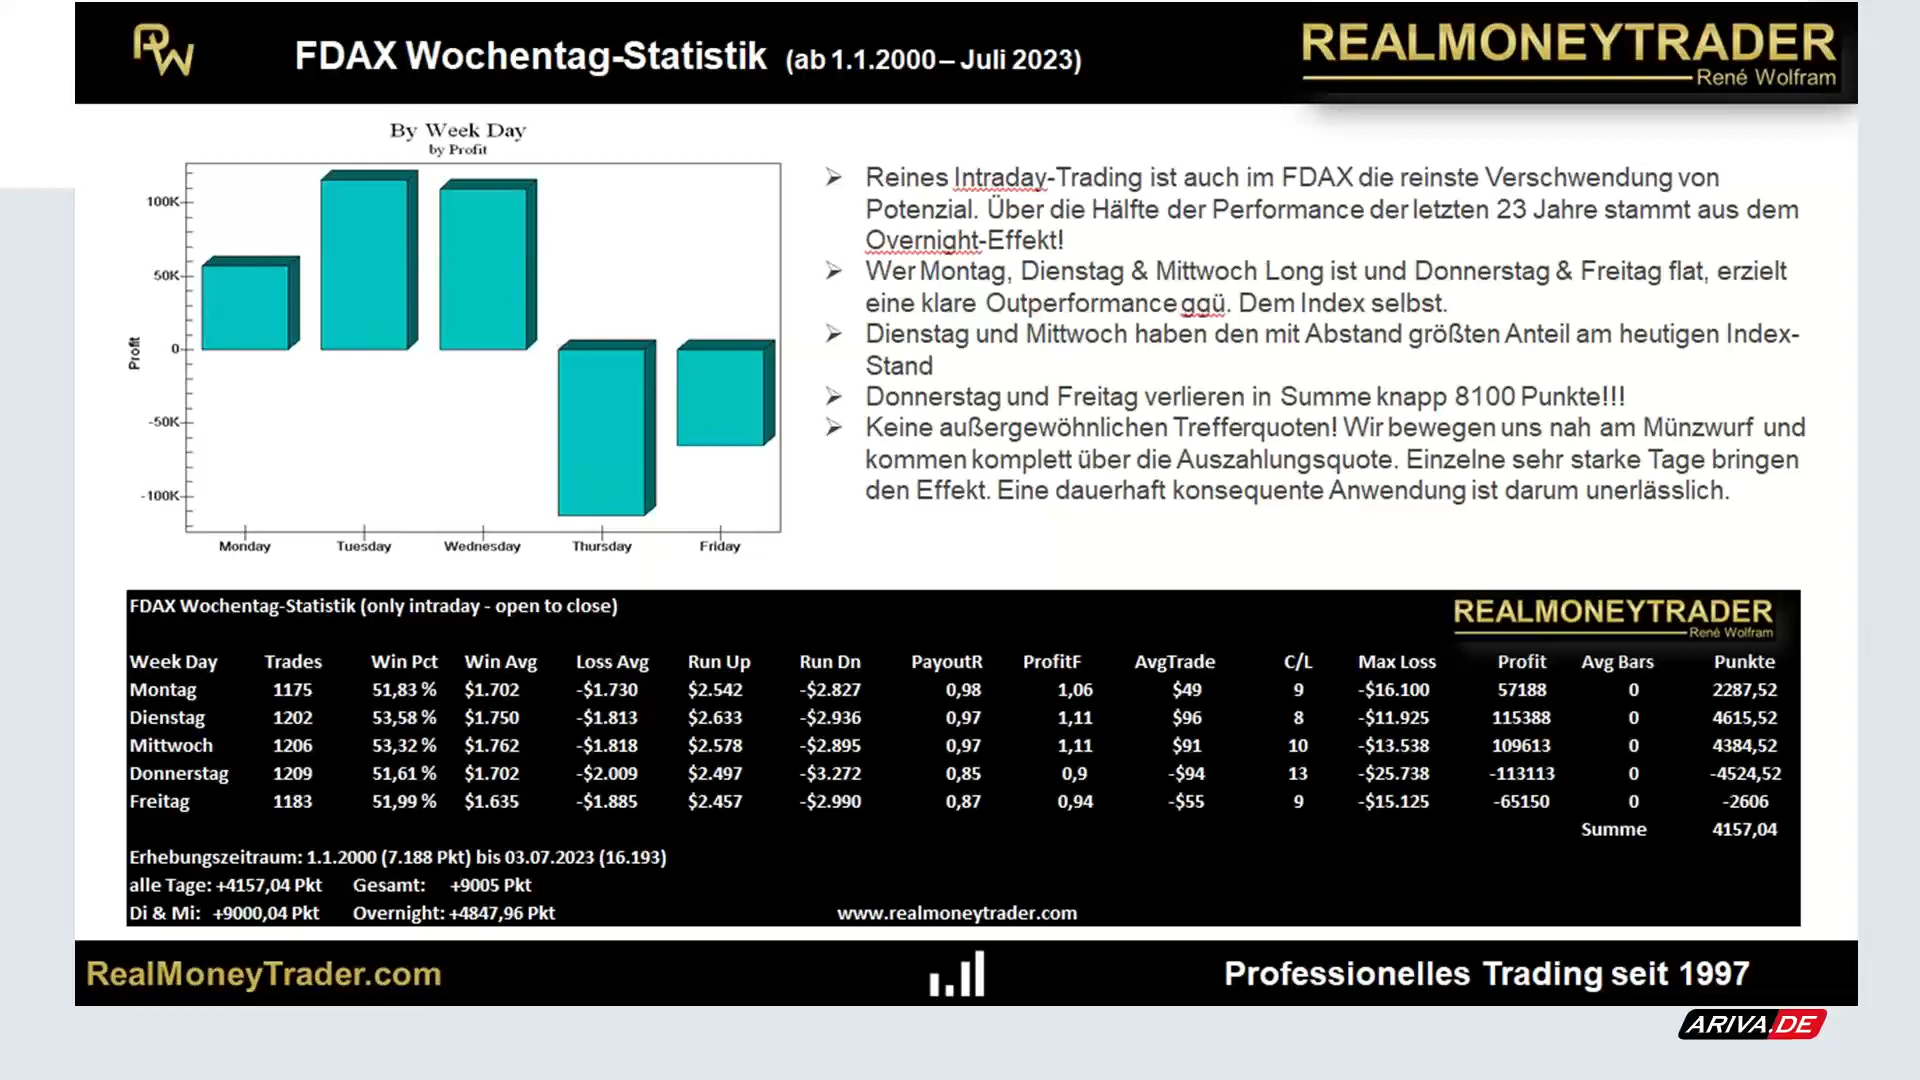 RW
FDAX Wochentag-Statistik (ab 1.1.2000 – Juli 2023)
REALMONEYTRADER
René Wolfram
By Week Day
by Profit
100K
50K
0
-50K
-100K
Profit
Monday Tuesday Wednesday Thursday Friday
Reines Intraday-Trading ist auch im FDAX die reinste Verschwendung von
Potenzial. Über die Hälfte der Performance der letzten 23 Jahre stammt aus dem
Overnight-Effekt!
Wer Montag, Dienstag & Mittwoch Long ist und Donnerstag & Freitag flat, erzielt
eine klare Outperformance ggü. Dem Index selbst.
Dienstag und Mittwoch haben den mit Abstand größten Anteil am heutigen Index-
Stand
Donnerstag und Freitag verlieren in Summe knapp 8100 Punkte!!!
Keine außergewöhnlichen Trefferquoten! Wir bewegen uns nah am Münzwurf und
kommen komplett über die Auszahlungsquote. Einzelne sehr starke Tage bringen
den Effekt. Eine dauerhaft konsequente Anwendung ist darum unerlässlich.
FDAX Wochentag-Statistik (only intraday - open to close)
REALMONEYTRADER
René Wolfram
Week Day Trades Win Pct Win Avg Loss Avg Run Up Run Dn PayoutR ProfitF AvgTrade C/L Max Loss Profit Avg Bars Punkte
Montag 1175 51,83 % $1.702 -$1.730 $2.542 -$2.827 0,98 1,06 $49 9 -$16.100 57188 0 2287,52
Dienstag 1202 53,58 % $1.750 -$1.813 $2.633 -$2.936 0,97 1,11 $96 8 -$11.925 115388 0 4615,52
Mittwoch 1206 53,32 % $1.762 -$1.818 $2.578 -$2.895 0,97 1,11 $91 10 -$13.538 109613 0 4384,52
Donnerstag 1209 51,61 % $1.702 -$2.009 $2.497 -$3.272 0,85 0,9 -$94 13 -$25.738 -113113 0 -4524,52
Freitag 1183 51,99 % $1.635 -$1.885 $2.457 -$2.990 0,87 0,94 -$55 9 -$15.125 -65150 0 -2606
Summe 4157,04
Erhebungszeitraum: 1.1.2000 (7.188 Pkt) bis 03.07.2023 (16.193)
alle Tage: +4157,04 Pkt Gesamt: +9005 Pkt
Di & Mi: +9000,04 Pkt Overnight: +4847,96 Pkt www.realmoneytrader.com
RealMoneyTrader.com
Professionelles Trading seit 1997
ARIVA.DE